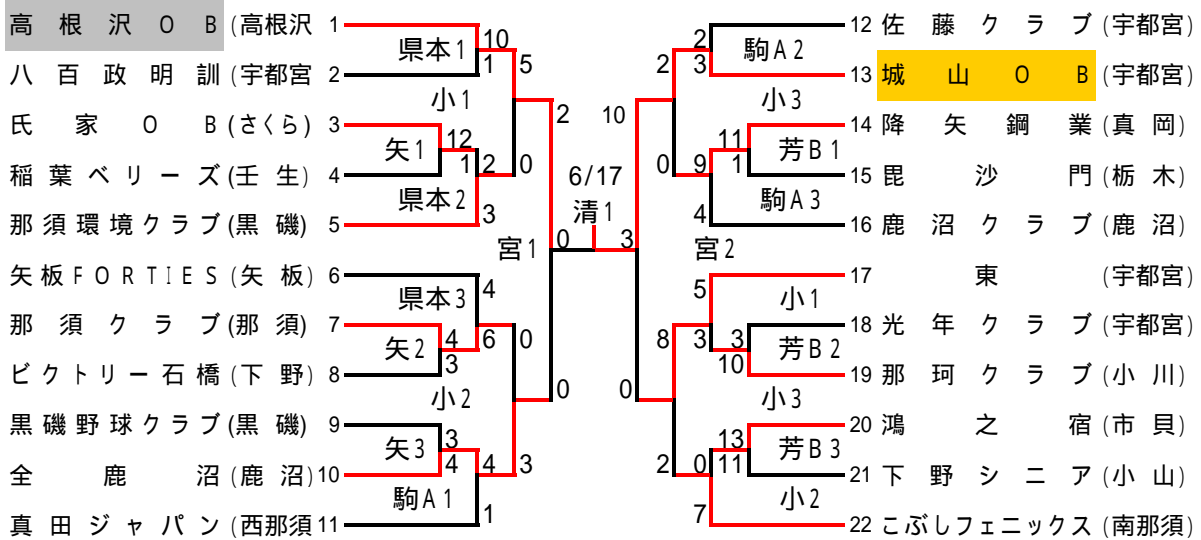 高根沢OB (高根沢 1
八百政明訓 (宇都宮 2
氏家OB (さくら) 3
稲葉ベリーズ (壬生) 4
那須環境クラブ (黒磯) 5
矢板FORTIES (矢板) 6
那須クラブ (那須) 7
ビクトリー石橋 (下野) 8
黒磯野球クラブ (黒磯) 9
全鹿沼 (鹿沼) 10
真田ジャパン (西那須 11
県本1
10
1
5
小1
矢1
12
1
2
県本2
3
0
2
宮1
0
県本3
4
矢2
4
3
6
0
小2
矢3
3
4
4
駒A1
1
3
0
6/17
清1
3
10
2
駒A2
2
3
小3
芳B1
11
1
9
0
駒A3
4
宮2
5
小1
8
3
芳B2
3
10
小3
0
芳B3
13
11
0
2
小2
7
12 佐藤クラブ (宇都宮)
13 城山OB (宇都宮)
14 降矢鋼業 (真岡)
15 毘沙門 (栃木)
16 鹿沼クラブ (鹿沼)
17 東 (宇都宮)
18 光年クラブ (宇都宮)
19 那珂クラブ (小川)
20 鴻之宿 (市貝)
21 下野シニア (小山)
22 こぶしフェニックス (南那須)